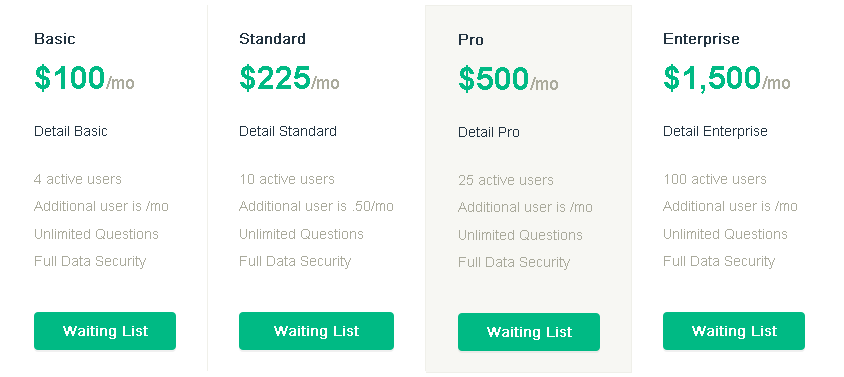 Basic
$100/mo
Detail Basic
4 active users
Additional user is /mo
Unlimited Questions
Full Data Security
Waiting List
Standard
$225/mo
Detail Standard
10 active users
Additional user is .50/mo
Unlimited Questions
Full Data Security
Waiting List
Pro
$500/mo
Detail Pro
25 active users
Additional user is /mo
Unlimited Questions
Full Data Security
Waiting List
Enterprise
$1,500/mo
Detail Enterprise
100 active users
Additional user is /mo
Unlimited Questions
Full Data Security
Waiting List